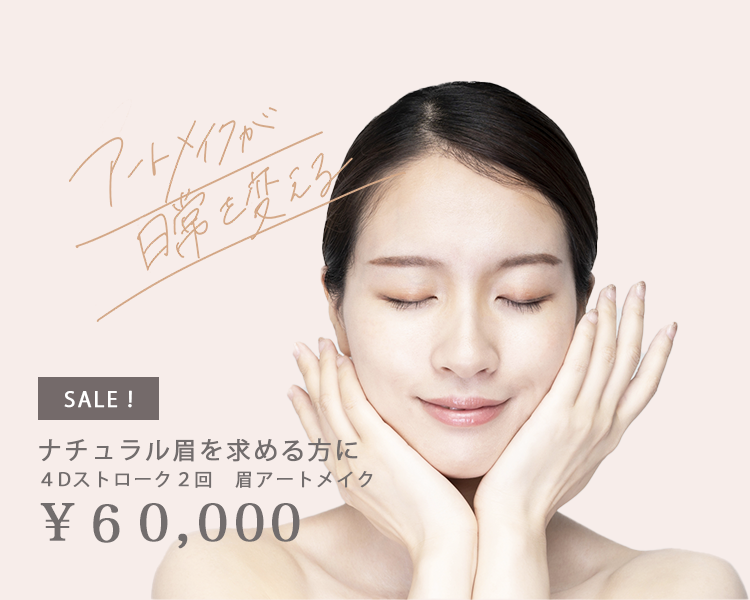 アートメイクが
日常を変える
SALE！
ナチュラル眉を求める方に
４Dストローク２回　眉アートメイク
￥６０,０００